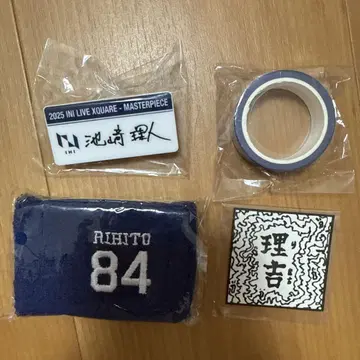 2025 INI LIVE XQUARE - MASTERPIECE
INI
池﨑 理人
RIHITO
84
理吉